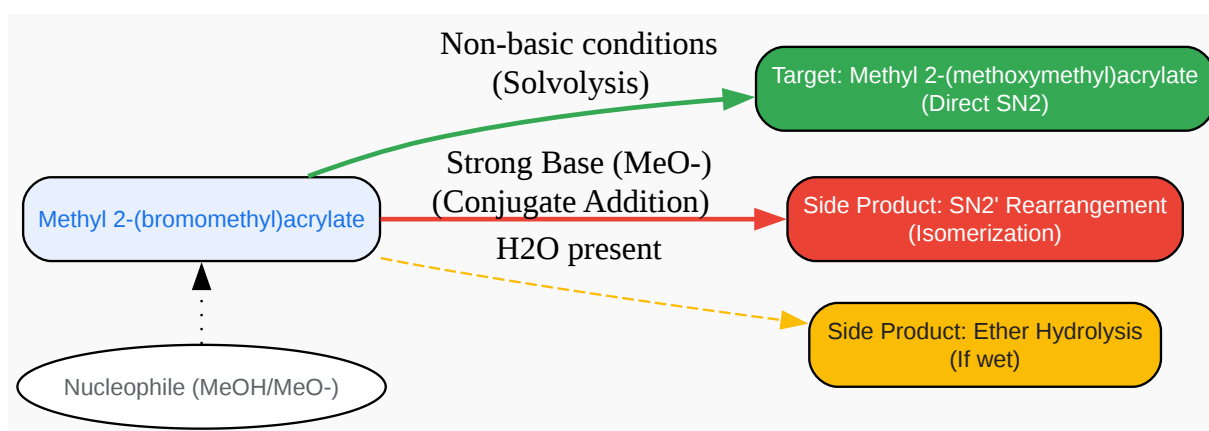 Non-basic conditions
(Solvolysis)
Target: Methyl 2-(methoxymethyl)acrylate
(Direct SN2)
Strong Base (MeO-)
(Conjugate Addition)
Methyl 2-(bromomethyl)acrylate
Side Product: SN2' Rearrangement
(Isomerization)
H2O present
Side Product: Ether Hydrolysis
(If wet)
Nucleophile (MeOH/MeO-)